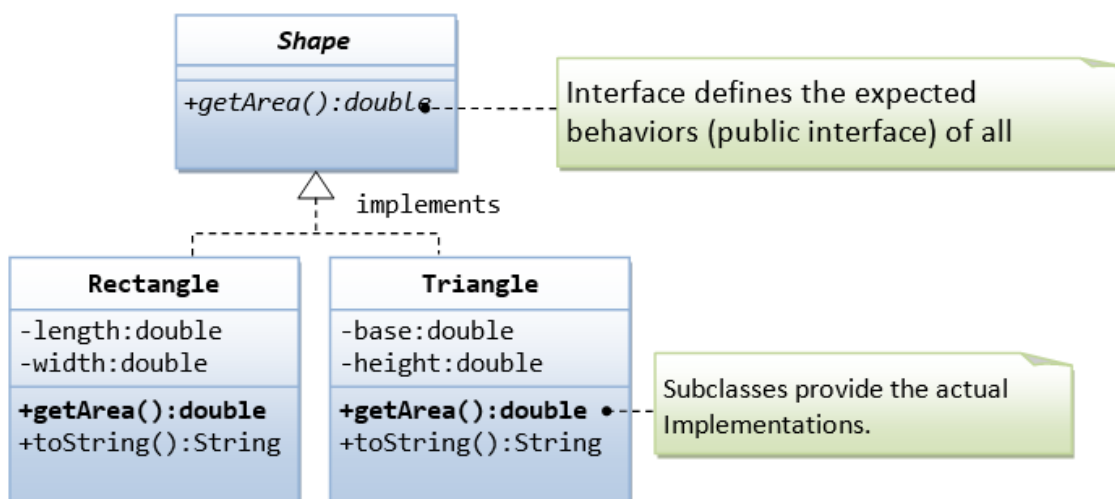 Shape
+getArea():double
Interface defines the expected
behaviors (public interface) of all
implements
Rectangle
-length:double
-width:double
+getArea():double
+toString():String
Triangle
-base:double
-height:double
+getArea():double
+toString():String
Subclasses provide the actual
Implementations.